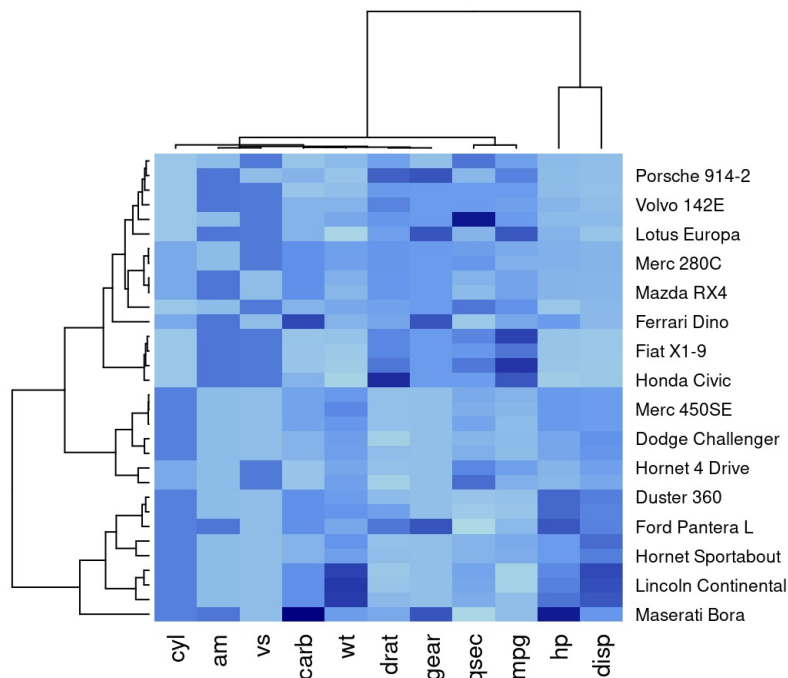 Porsche 914-2
Volvo 142E
Lotus Europa
Merc 280C
Mazda RX4
Ferrari Dino
Fiat X1-9
Honda Civic
Merc 450SE
Dodge Challenger
Hornet 4 Drive
Duster 360
Ford Pantera L
Hornet Sportabout
Lincoln Continental
Maserati Bora
cyl am vs carb wt drat gear qsec mpg hp disp